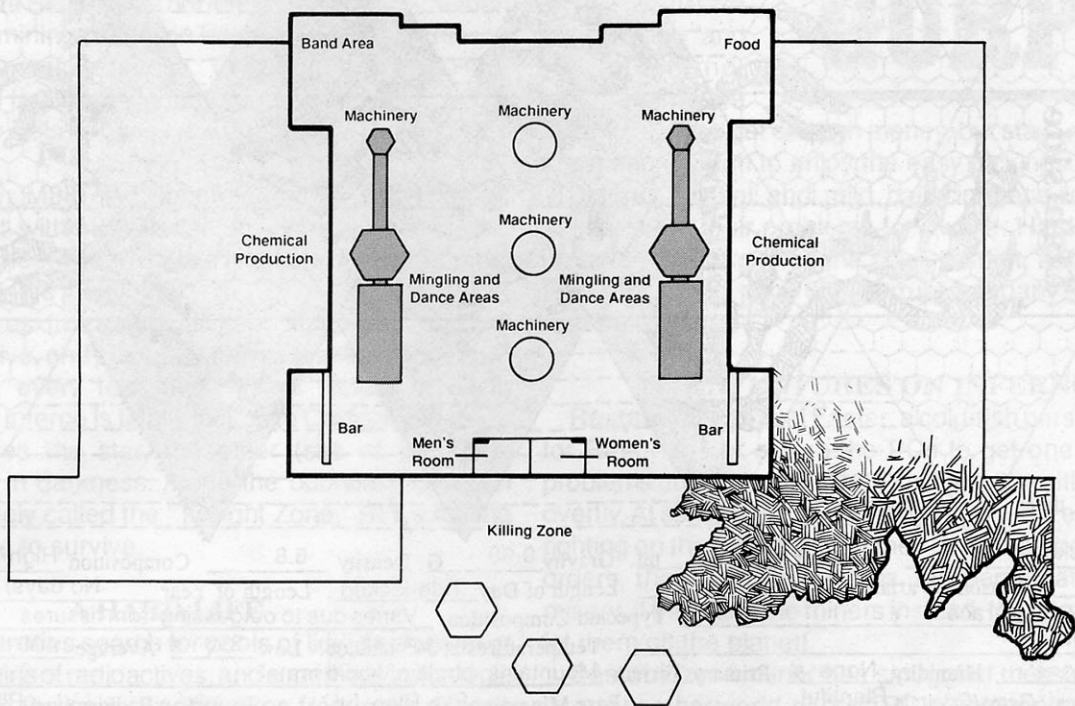 Band Area
Food
Machinery
Machinery
Machinery
Chemical
Production
Machinery
Chemical
Production
Mingling and
Dance Areas
Mingling and
Dance Areas
Machinery
Bar
Men's
Room
Women's
Room
Bar
Killing Zone